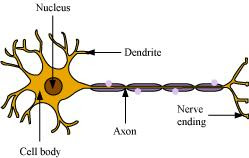 Nucleus
Dendrite
Cell body
Axon
Nerve
ending